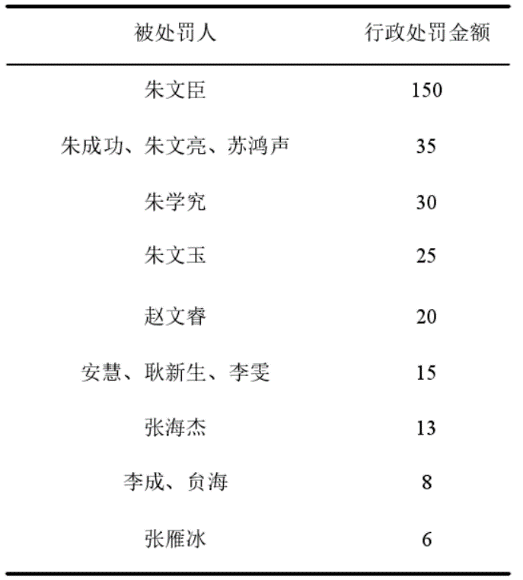 被处罚人 行政处罚金额
朱文臣 150
朱成功、朱文亮、苏鸿声 35
朱学究 30
朱文玉 25
赵文睿 20
安慧、耿新生、李雯 15
张海杰 13
李成、贠海 8
张雁冰 6